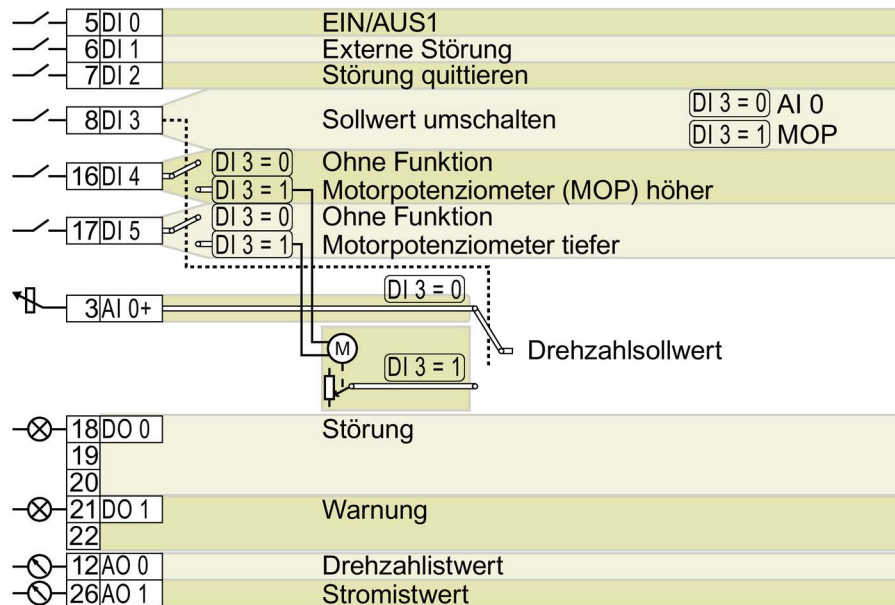 5 DI 0 EIN/AUS1
6 DI 1 Externe Störung
7 DI 2 Störung quittieren
8 DI 3 Sollwert umschalten DI 3 = 0 AI 0
DI 3 = 1 MOP
16 DI 4 DI 3 = 0 Ohne Funktion
DI 3 = 1 Motorpotenziometer (MOP) höher
17 DI 5 DI 3 = 0 Ohne Funktion
DI 3 = 1 Motorpotenziometer tiefer
3 AI 0+ DI 3 = 0
Drehzahlsollwert
M DI 3 = 1
18 DO 0 Störung
19
20
21 DO 1 Warnung
22
12 AO 0 Drehzahlistwert
26 AO 1 Stromistwert